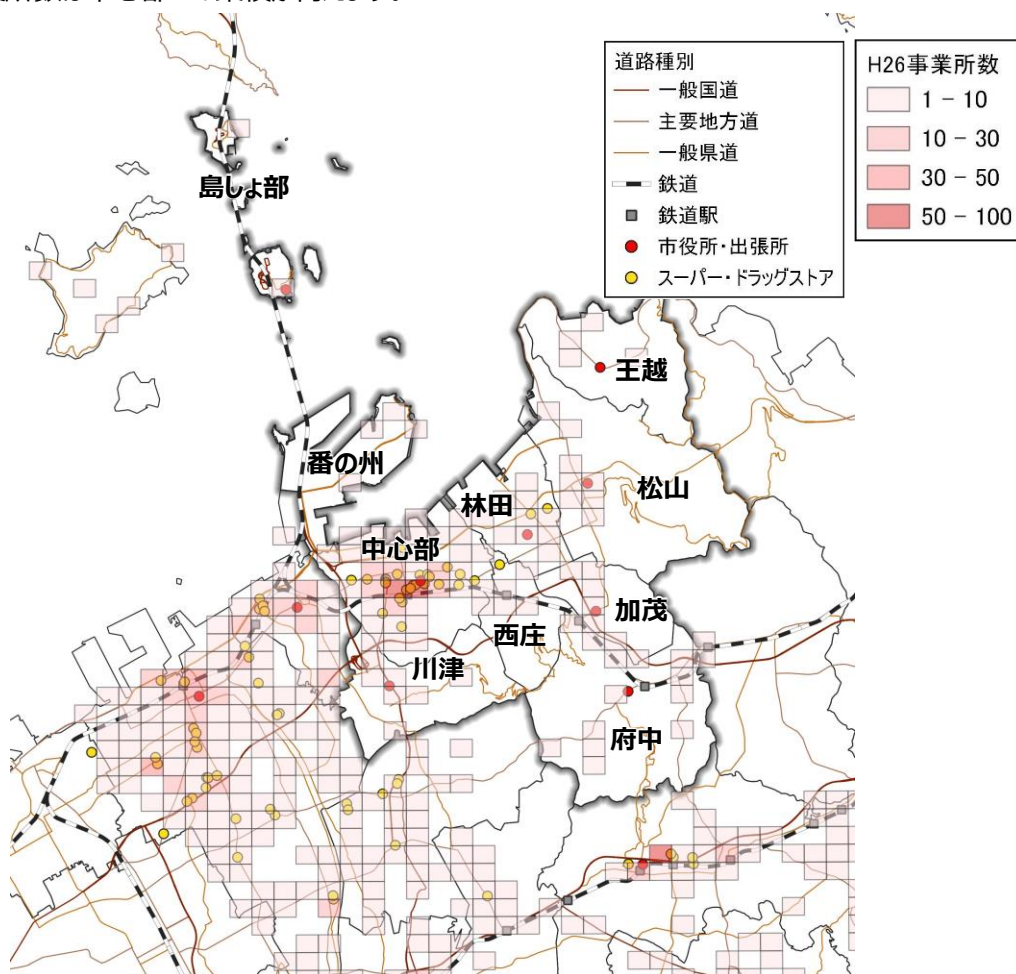 道路種別
一般国道
主要地方道
一般県道
鉄道
鉄道駅
市役所・出張所
スーパー・ドラッグストア
H26事業所数
1 - 10
10 - 30
30 - 50
50 - 100
島しょ部
王越
番の州
松山
林田
中心部
加茂
西庄
川津
府中